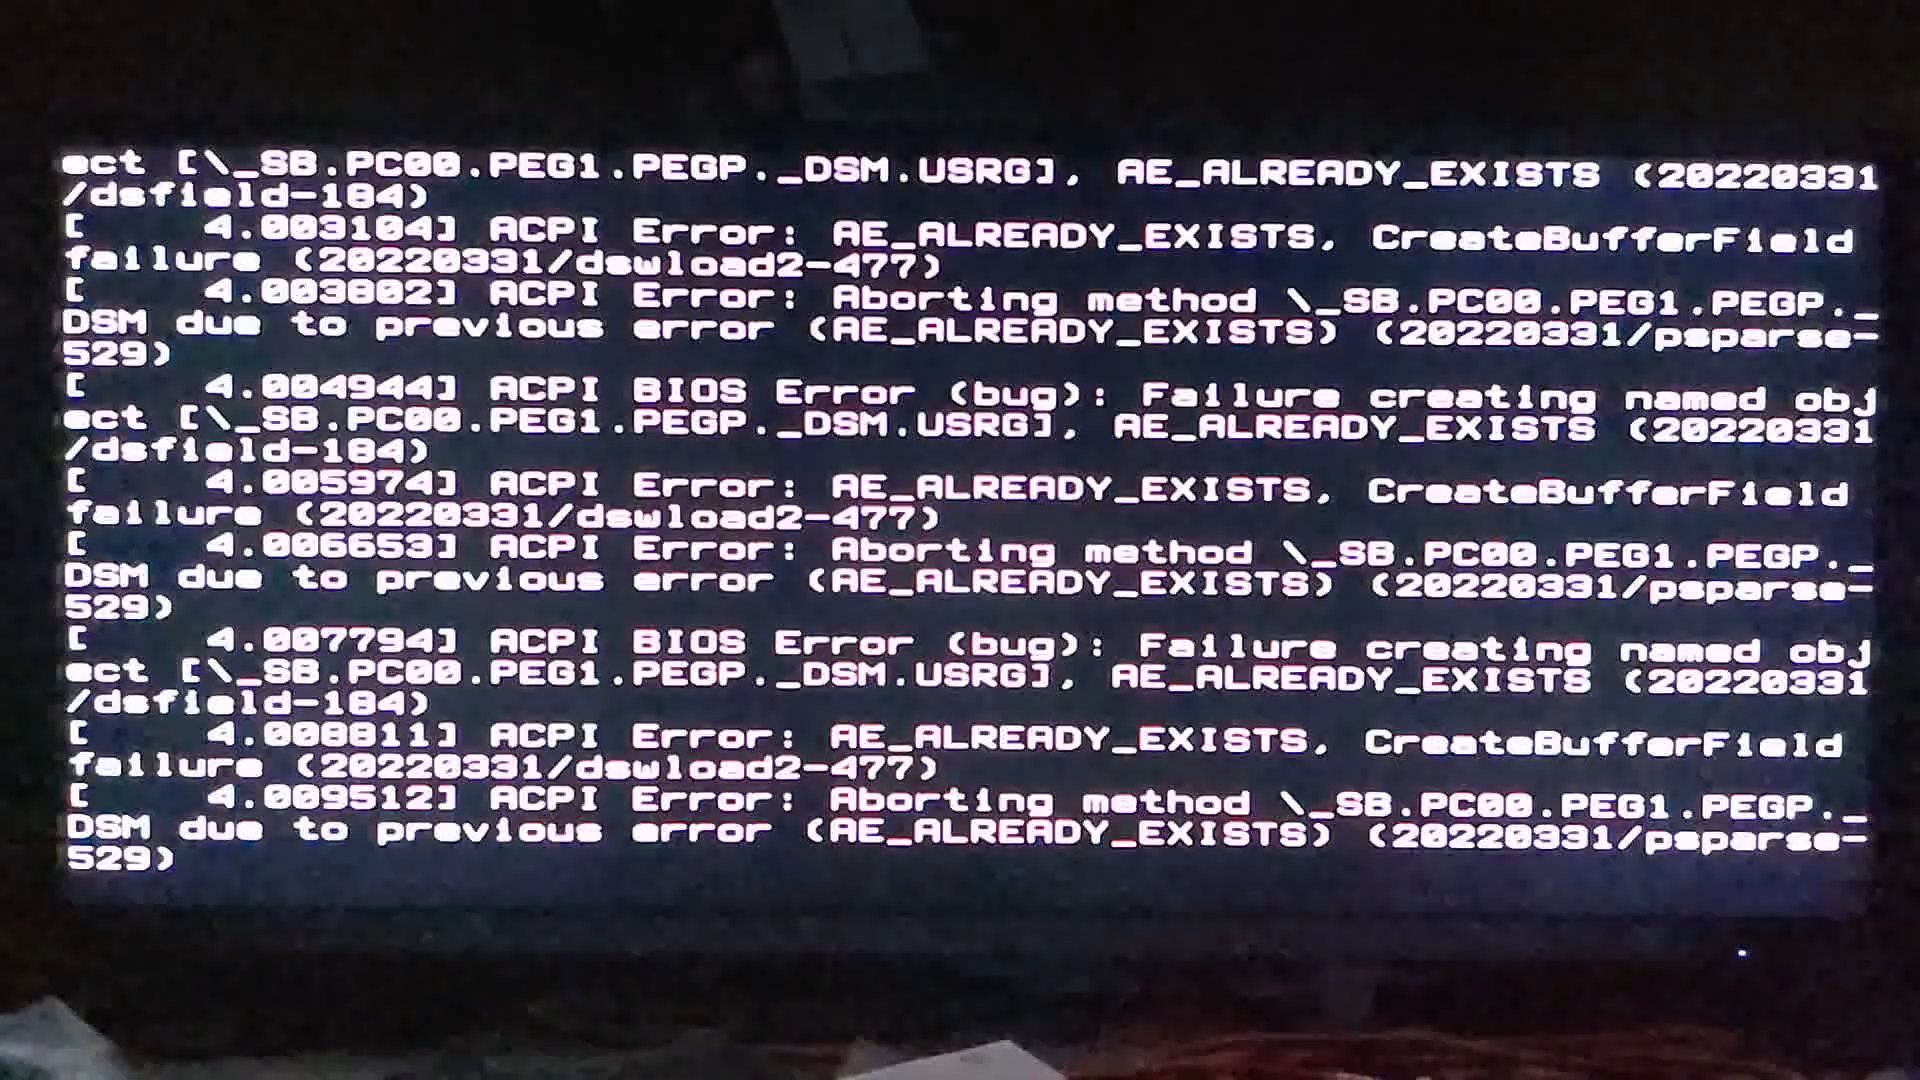 ect [\_SB.PC00.PEG1.PEGP._DSM.USRG], AE_ALREADY_EXISTS (20220331
/dsfield-184)
[    4.003104] ACPI Error: AE_ALREADY_EXISTS, CreateBufferField
failure (20220331/dswload2-477)
[    4.003802] ACPI Error: Aborting method \_SB.PC00.PEG1.PEGP._
DSM due to previous error (AE_ALREADY_EXISTS) (20220331/psparse-
529)
[    4.004944] ACPI BIOS Error (bug): Failure creating named obj
ect [\_SB.PC00.PEG1.PEGP._DSM.USRG], AE_ALREADY_EXISTS (20220331
/dsfield-184)
[    4.005974] ACPI Error: AE_ALREADY_EXISTS, CreateBufferField
failure (20220331/dswload2-477)
[    4.006653] ACPI Error: Aborting method \_SB.PC00.PEG1.PEGP._
DSM due to previous error (AE_ALREADY_EXISTS) (20220331/psparse-
529)
[    4.007794] ACPI BIOS Error (bug): Failure creating named obj
ect [\_SB.PC00.PEG1.PEGP._DSM.USRG], AE_ALREADY_EXISTS (20220331
/dsfield-184)
[    4.008811] ACPI Error: AE_ALREADY_EXISTS, CreateBufferField
failure (20220331/dswload2-477)
[    4.009512] ACPI Error: Aborting method \_SB.PC00.PEG1.PEGP._
DSM due to previous error (AE_ALREADY_EXISTS) (20220331/psparse-
529)